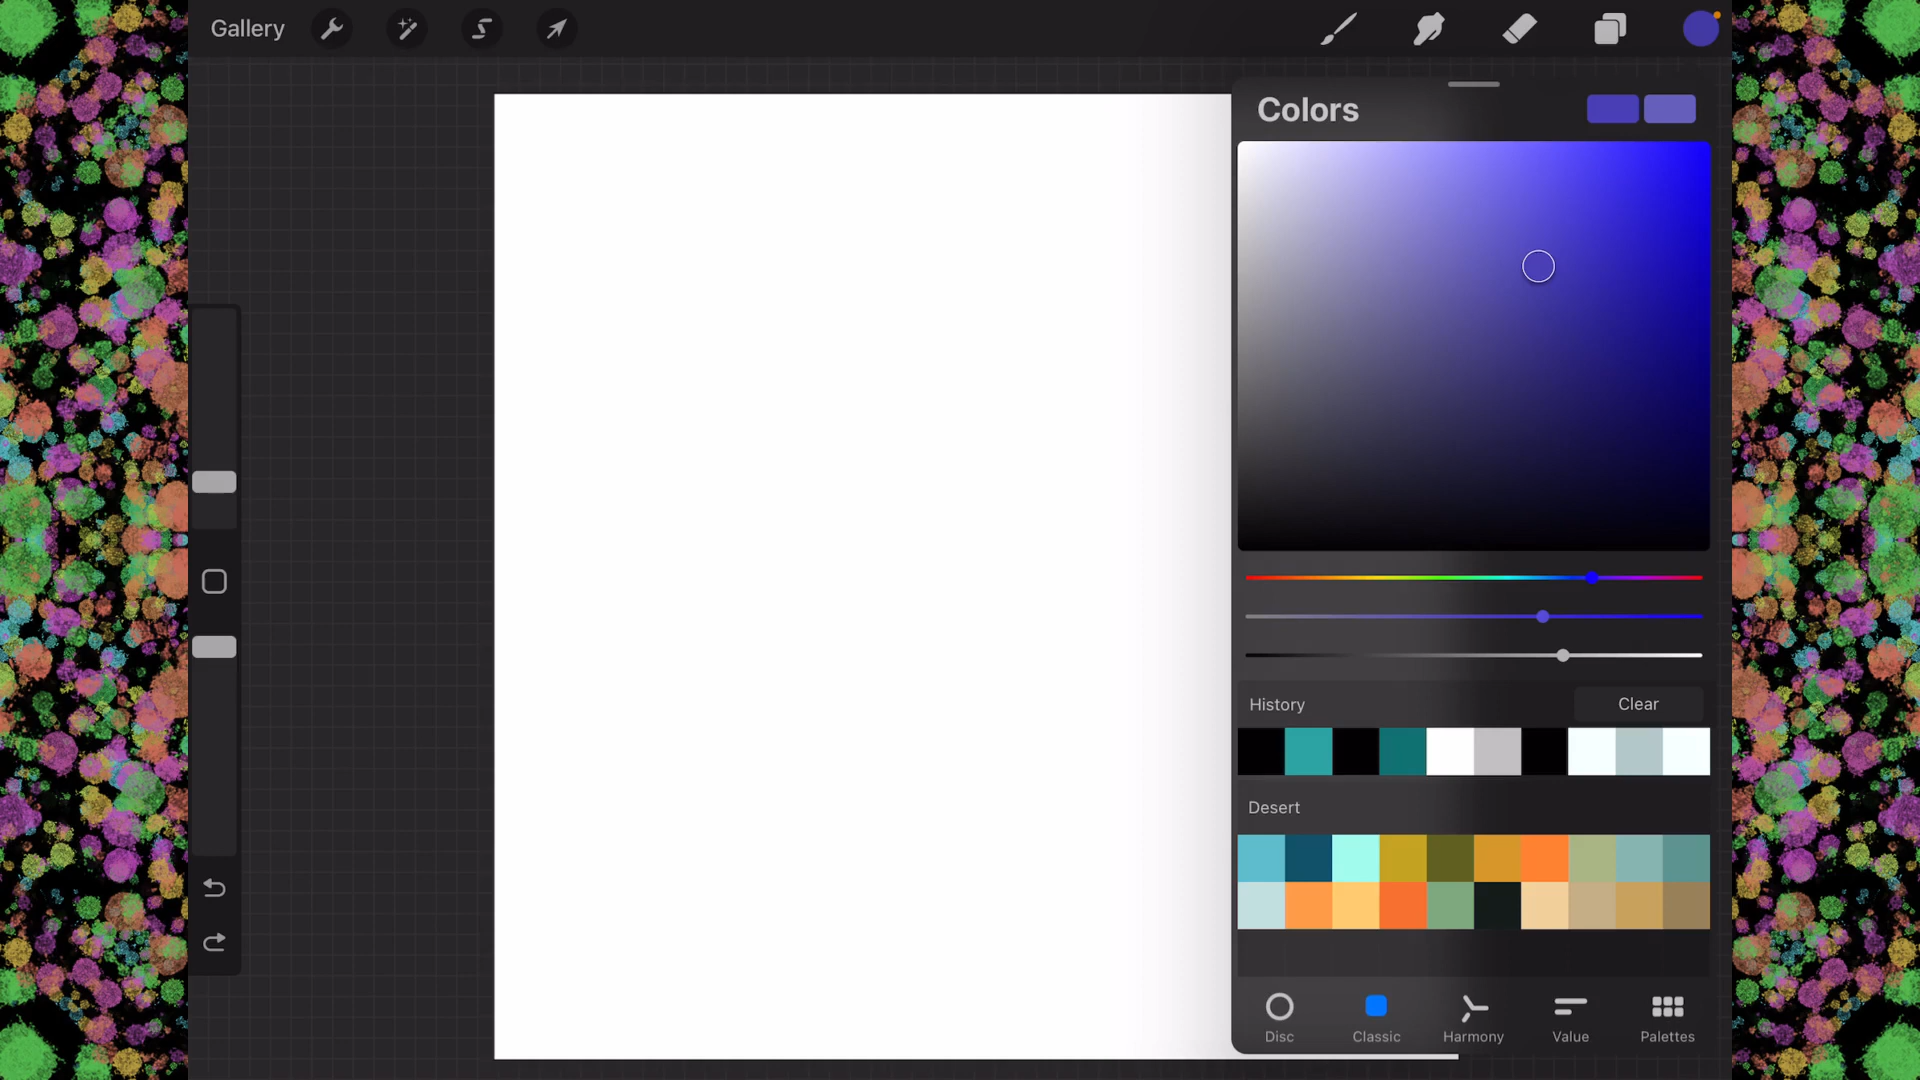 Gallery
Colors
History
Clear
Desert
Disc
Classic
Harmony
Value
Palettes